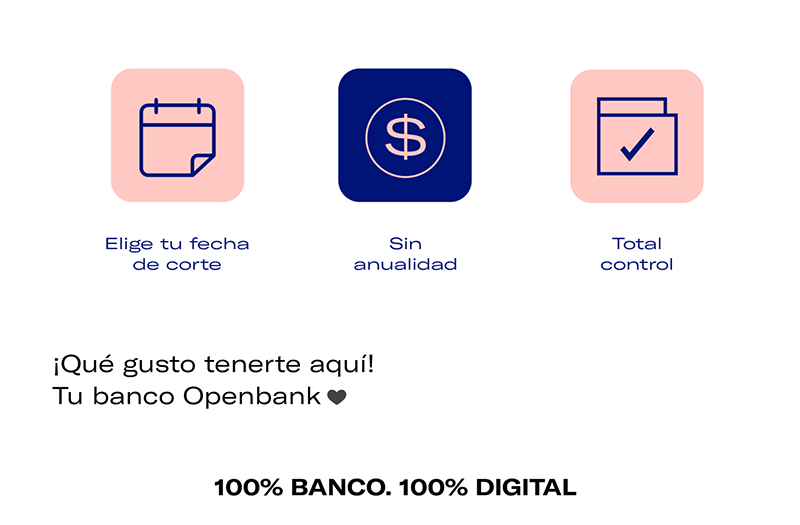 $
Elige tu fecha
de corte
Sin
anualidad
Total
control
¡Qué gusto tenerte aquí!
Tu banco Openbank🖤
100% BANCO. 100% DIGITAL